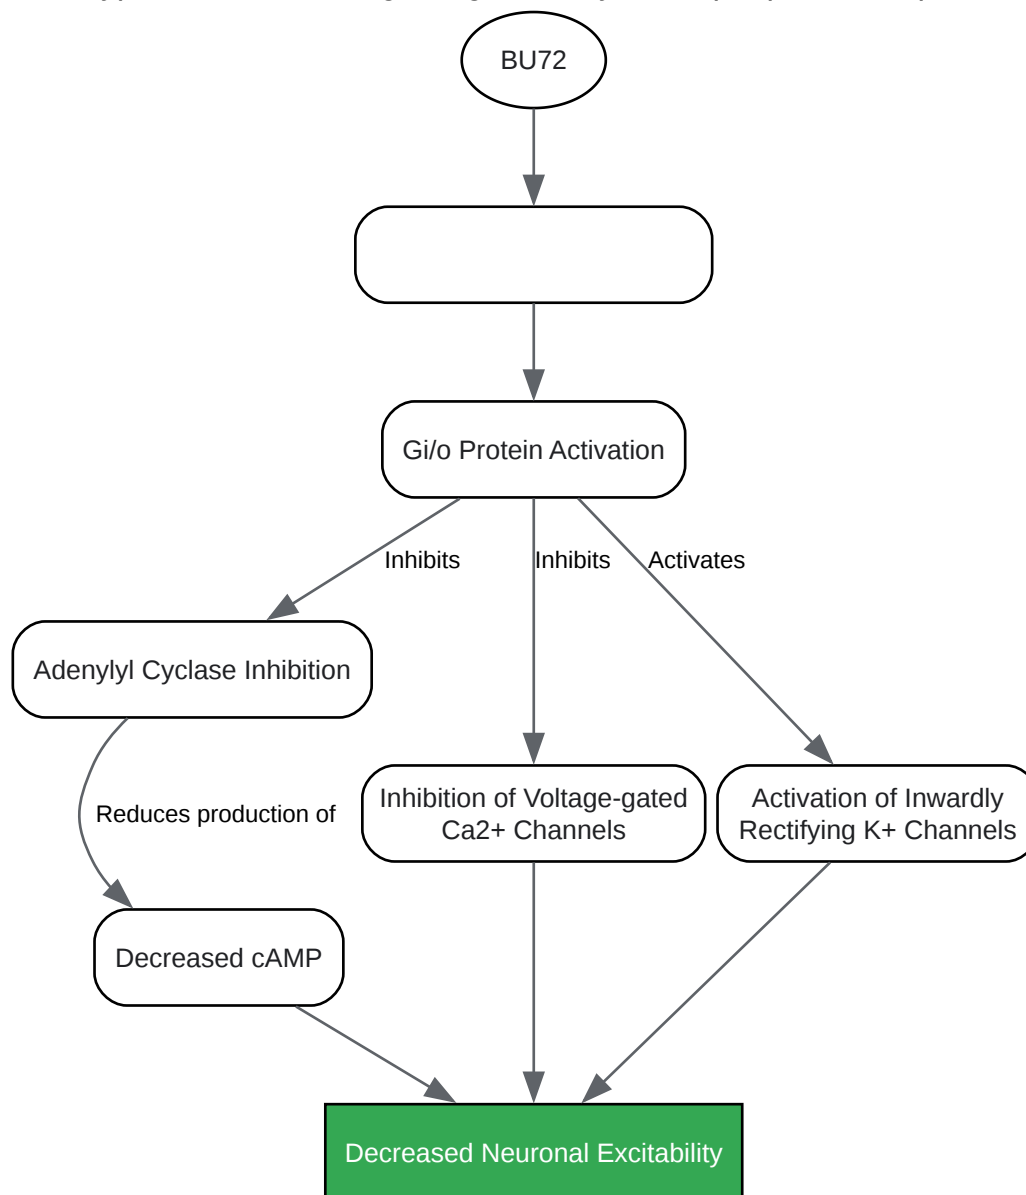 BU72
Gi/o Protein Activation
Inhibits
Inhibits
Activates
Adenylyl Cyclase Inhibition
Reduces production of
Inhibition of Voltage-gated
Ca2+ Channels
Activation of Inwardly
Rectifying K+ Channels
Decreased cAMP
Decreased Neuronal Excitability